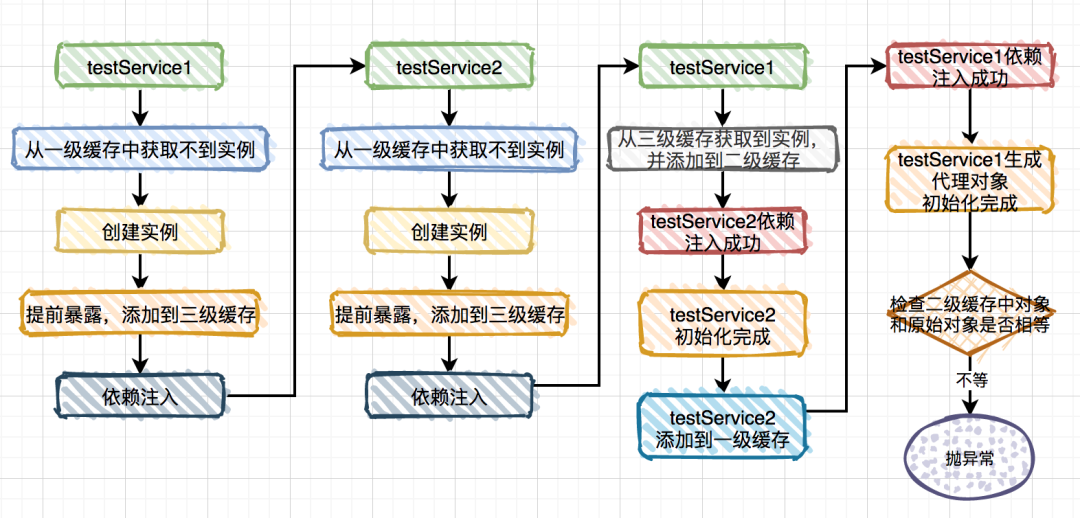 testService1
从一级缓存中获取不到实例
创建实例
提前暴露，添加到三级缓存
依赖注入
testService2
从一级缓存中获取不到实例
创建实例
提前暴露，添加到三级缓存
依赖注入
testService1
从三级缓存获取到实例，
并添加到二级缓存
testService2依赖
注入成功
testService2
初始化完成
testService2
添加到一级缓存
testService1依赖
注入成功
testService1生成
代理对象
初始化完成
检查二级缓存中对象
和原始对象是否相等
不等
抛异常